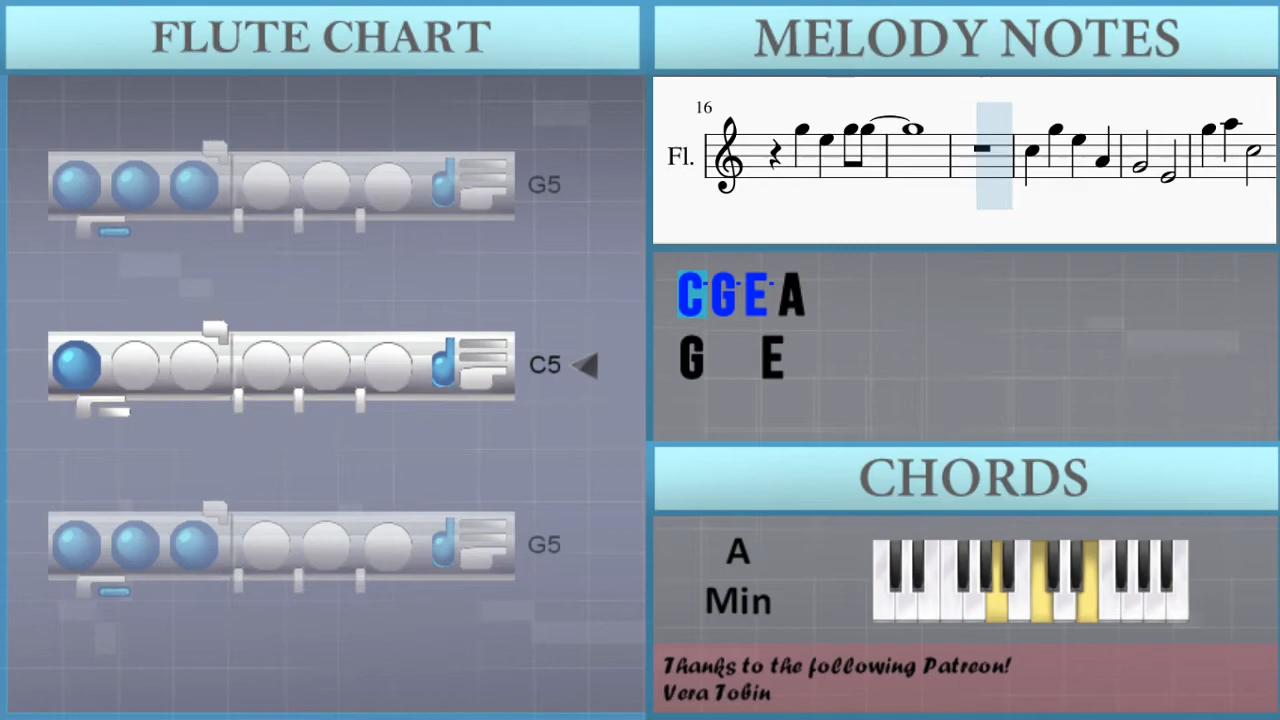 FLUTE CHART
G5
C5
G5
MELODY NOTES
16
Fl.
C-G-E-A
G E
CHORDS
A
Min
Thanks to the following Patreon!
Vera Tobin